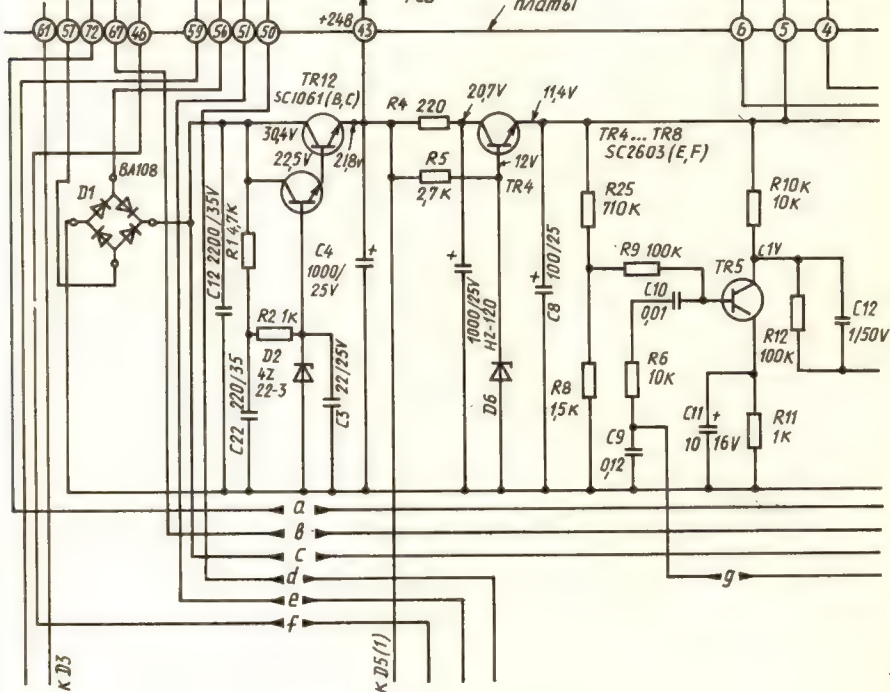 платы
+24В
61 57 72 67 46 59 56 51 50 43 6 5 4
TR12
SC1061(B,C)
R4 220
20,7V
11,4V
TR4...TR8
SC2603(E,F)
30,4V
22,5V
21,8V
R5
2,7K
12V
TR4
BA108
D1
R25
710K
R10K
10K
R9 100K
TR5
C1V
C10
0,01
C12 2200/35V
R1 4,7K
C4
1000/
25V
1000/25V
HZ-120
100/25
C8
R12
100K
C12
1/50V
R2 1K
D2
4Z
22-3
22/25V
C3
220/35
C22
D6
R8
1,5K
R6
10K
C9
0,12
C11
10
16V
R11
1K
a
b
c
d
e
f
g
К D3
К D5(1)